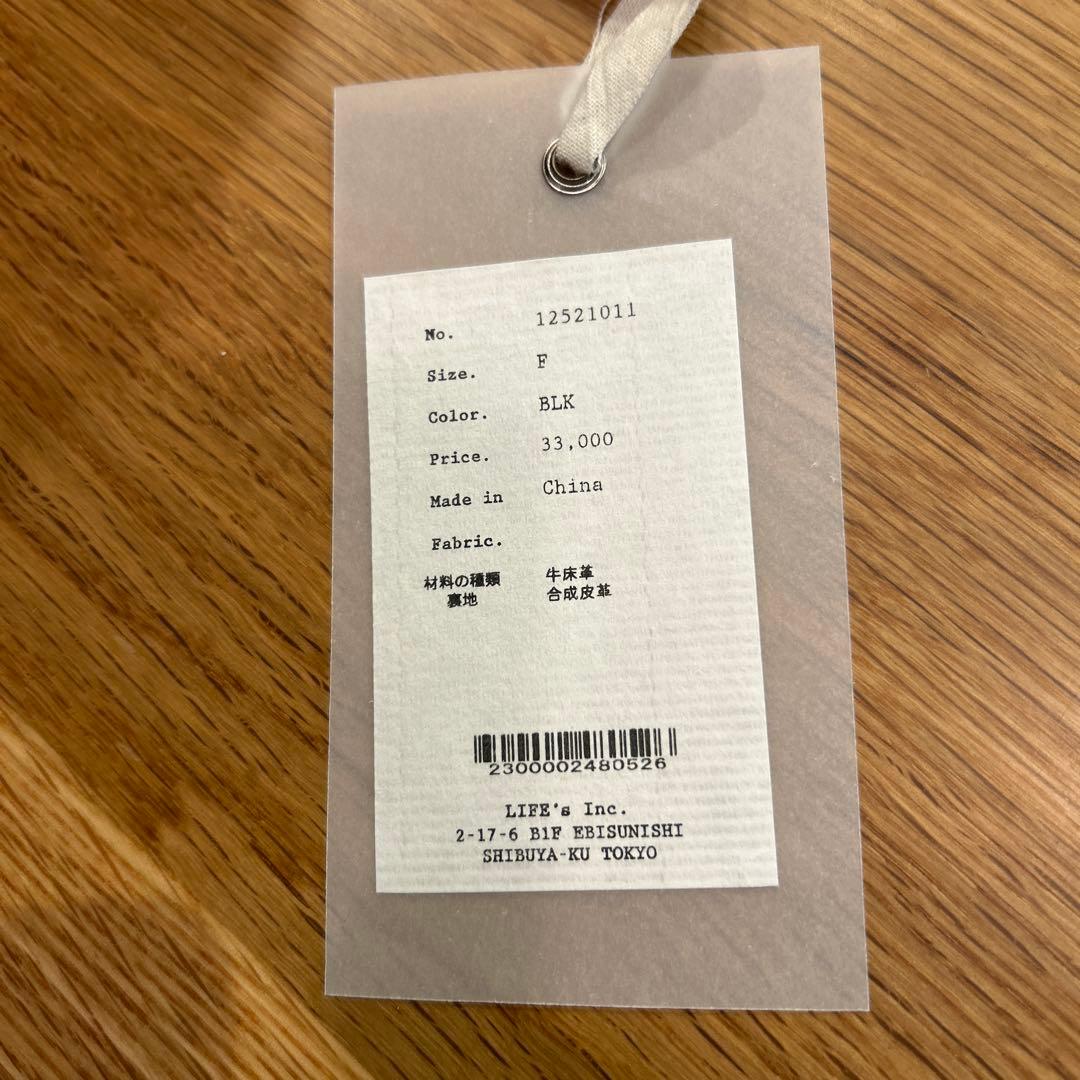 No. 12521011
Size. F
Color. BLK
Price. 33,000
Made in China
Fabric.
材料の種類 牛床革
裏地 合成皮革
2300002480526
LIFE's Inc.
2-17-6 B1F EBISUNISHI
SHIBUYA-KU TOKYO